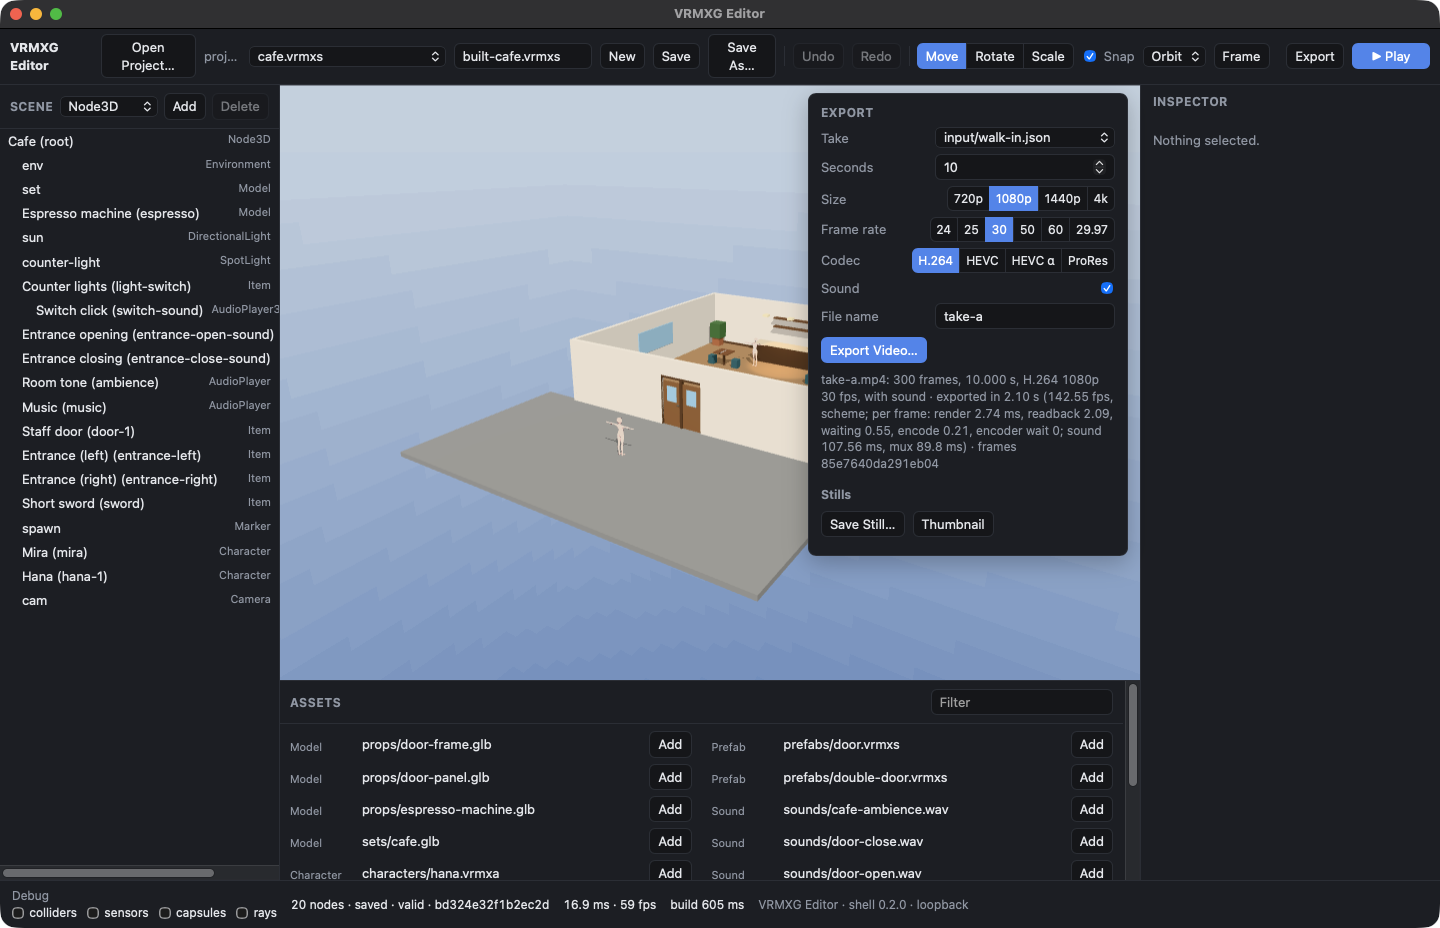 VRMXG Editor
VRMXG Editor
Open Project...
proj...
cafe.vrmxs
built-cafe.vrmxs
New
Save
Save As...
Undo
Redo
Move
Rotate
Scale
Snap
Orbit
Frame
Export
Play
SCENE
Node3D
Add
Delete
Cafe (root) Node3D
env Environment
set Model
Espresso machine (espresso) Model
sun DirectionalLight
counter-light SpotLight
Counter lights (light-switch) Item
Switch click (switch-sound) AudioPlayer3
Entrance opening (entrance-open-sound)
Entrance closing (entrance-close-sound)
Room tone (ambience) AudioPlayer
Music (music) AudioPlayer
Staff door (door-1) Item
Entrance (left) (entrance-left) Item
Entrance (right) (entrance-right) Item
Short sword (sword) Item
spawn Marker
Mira (mira) Character
Hana (hana-1) Character
cam Camera
EXPORT
Take input/walk-in.json
Seconds 10
Size 720p 1080p 1440p 4k
Frame rate 24 25 30 50 60 29.97
Codec H.264 HEVC HEVC α ProRes
Sound
File name take-a
Export Video...
take-a.mp4: 300 frames, 10.000 s, H.264 1080p
30 fps, with sound · exported in 2.10 s (142.55 fps,
scheme; per frame: render 2.74 ms, readback 2.09,
waiting 0.55, encode 0.21, encoder wait 0; sound
107.56 ms, mux 89.8 ms) · frames
85e7640da291eb04
Stills
Save Still...
Thumbnail
INSPECTOR
Nothing selected.
ASSETS
Filter
Model props/door-frame.glb Add Prefab prefabs/door.vrmxs Add
Model props/door-panel.glb Add Prefab prefabs/double-door.vrmxs Add
Model props/espresso-machine.glb Add Sound sounds/cafe-ambience.wav Add
Model sets/cafe.glb Add Sound sounds/door-close.wav Add
Character characters/hana.vrmxa Add Sound sounds/door-open.wav Add
Debug
colliders sensors capsules rays
20 nodes · saved · valid · bd324e32f1b2ec2d 16.9 ms · 59 fps build 605 ms VRMXG Editor · shell 0.2.0 · loopback